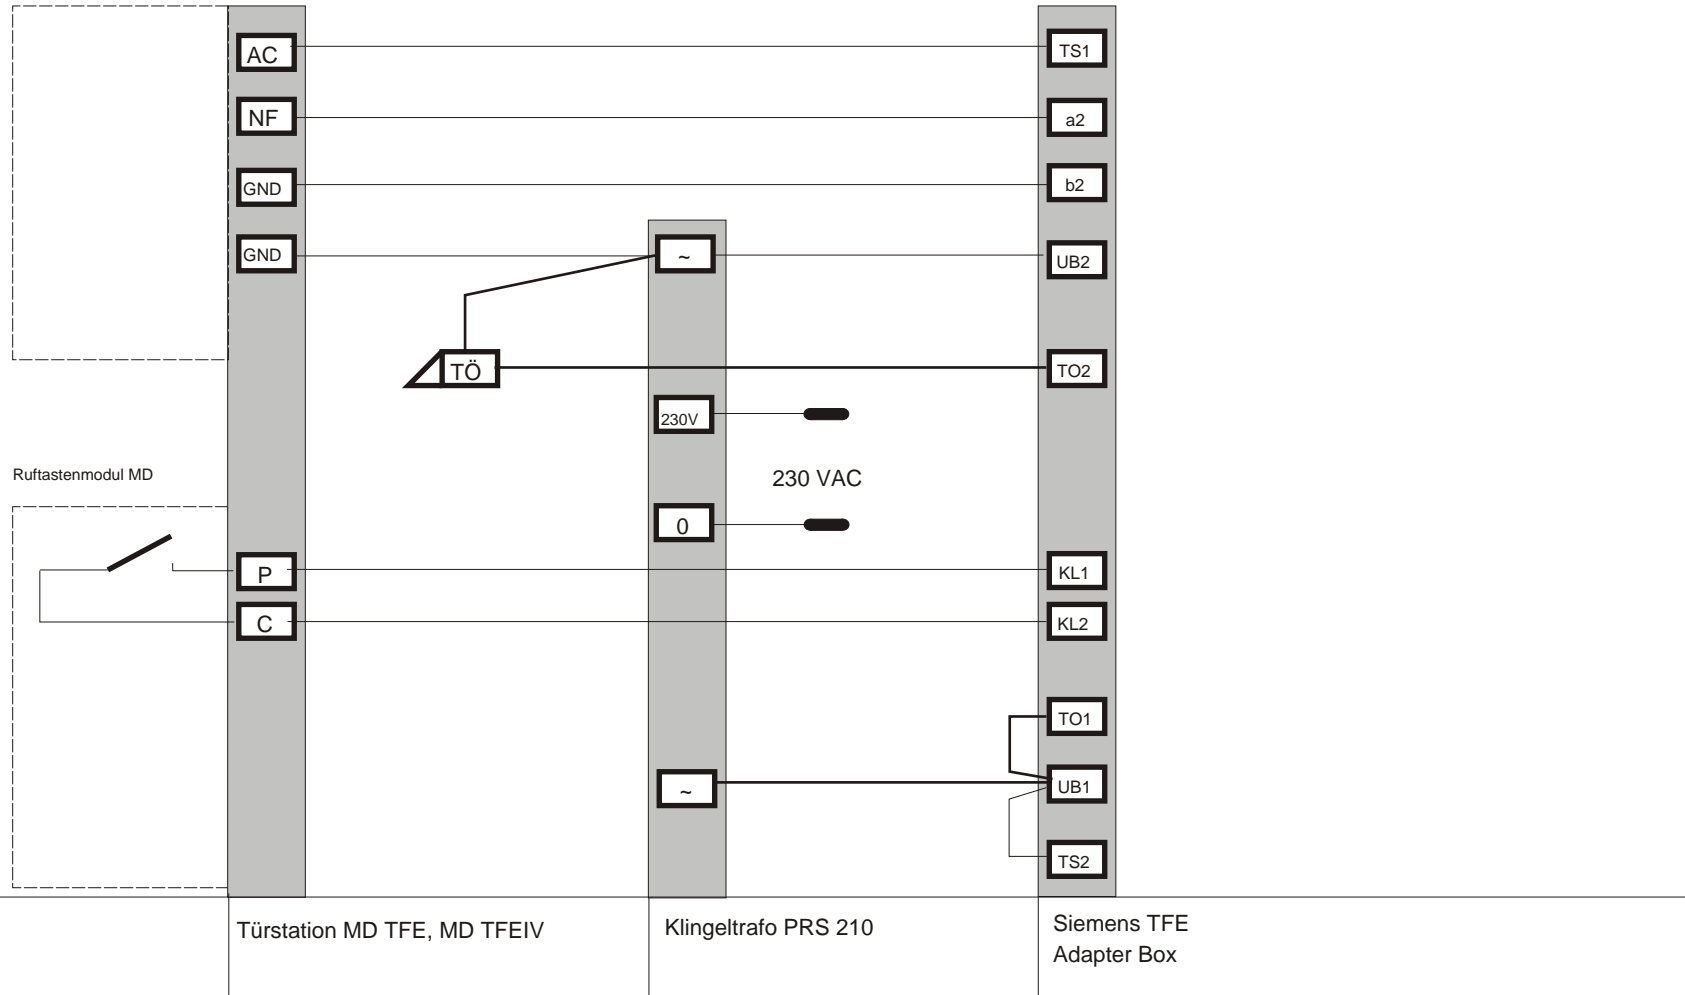 AC
TS1
NF
a2
GND
b2
GND
~
UB2
TÖ
TO2
230V
Ruftastenmodul MD
230 VAC
0
P
KL1
C
KL2
TO1
~
UB1
TS2
Türstation MD TFE, MD TFEIV
Klingeltrafo PRS 210
Siemens TFE
Adapter Box